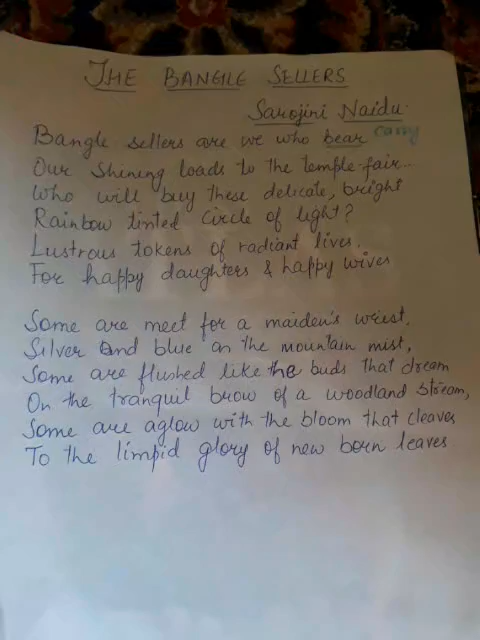 THE BANGLE SELLERS
Sarojini Naidu
Bangle sellers are we who bear carry
Our shining loads to the temple fair...
Who will buy these delicate, bright
Rainbow tinted circle of light?
Lustrous tokens of radiant lives.
For happy daughters & happy wives
Some are meet for a maiden's wrist,
Silver and blue an the mountain mist,
Some are flushed like the buds that dream
On the tranquil brow of a woodland stream,
Some are aglow with the bloom that cleaves
To the limpid glory of new born leaves